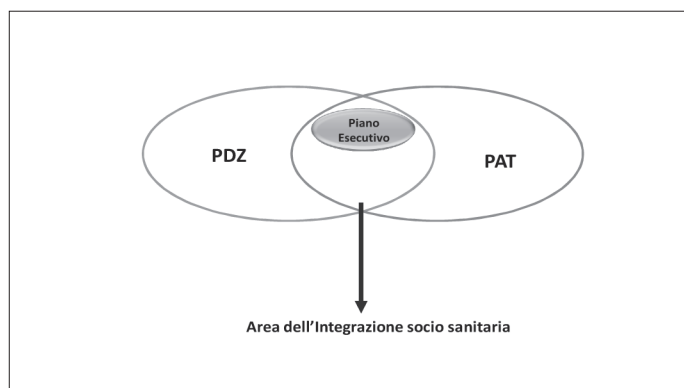 Piano
Esecutivo
PDZ
PAT
Area dell'Integrazione socio sanitaria